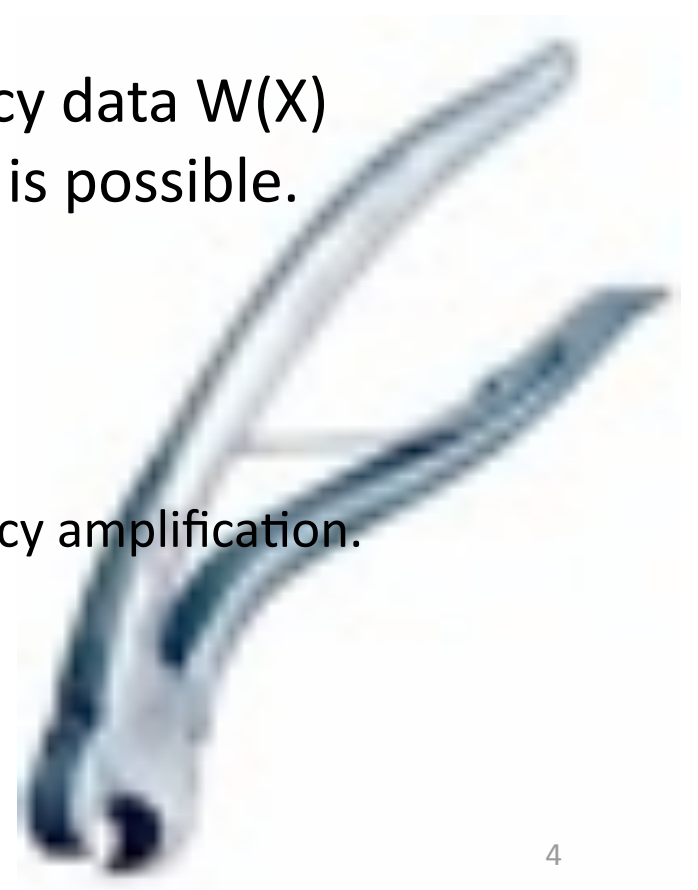 cy data W(X)
is possible.
cy amplification.
4